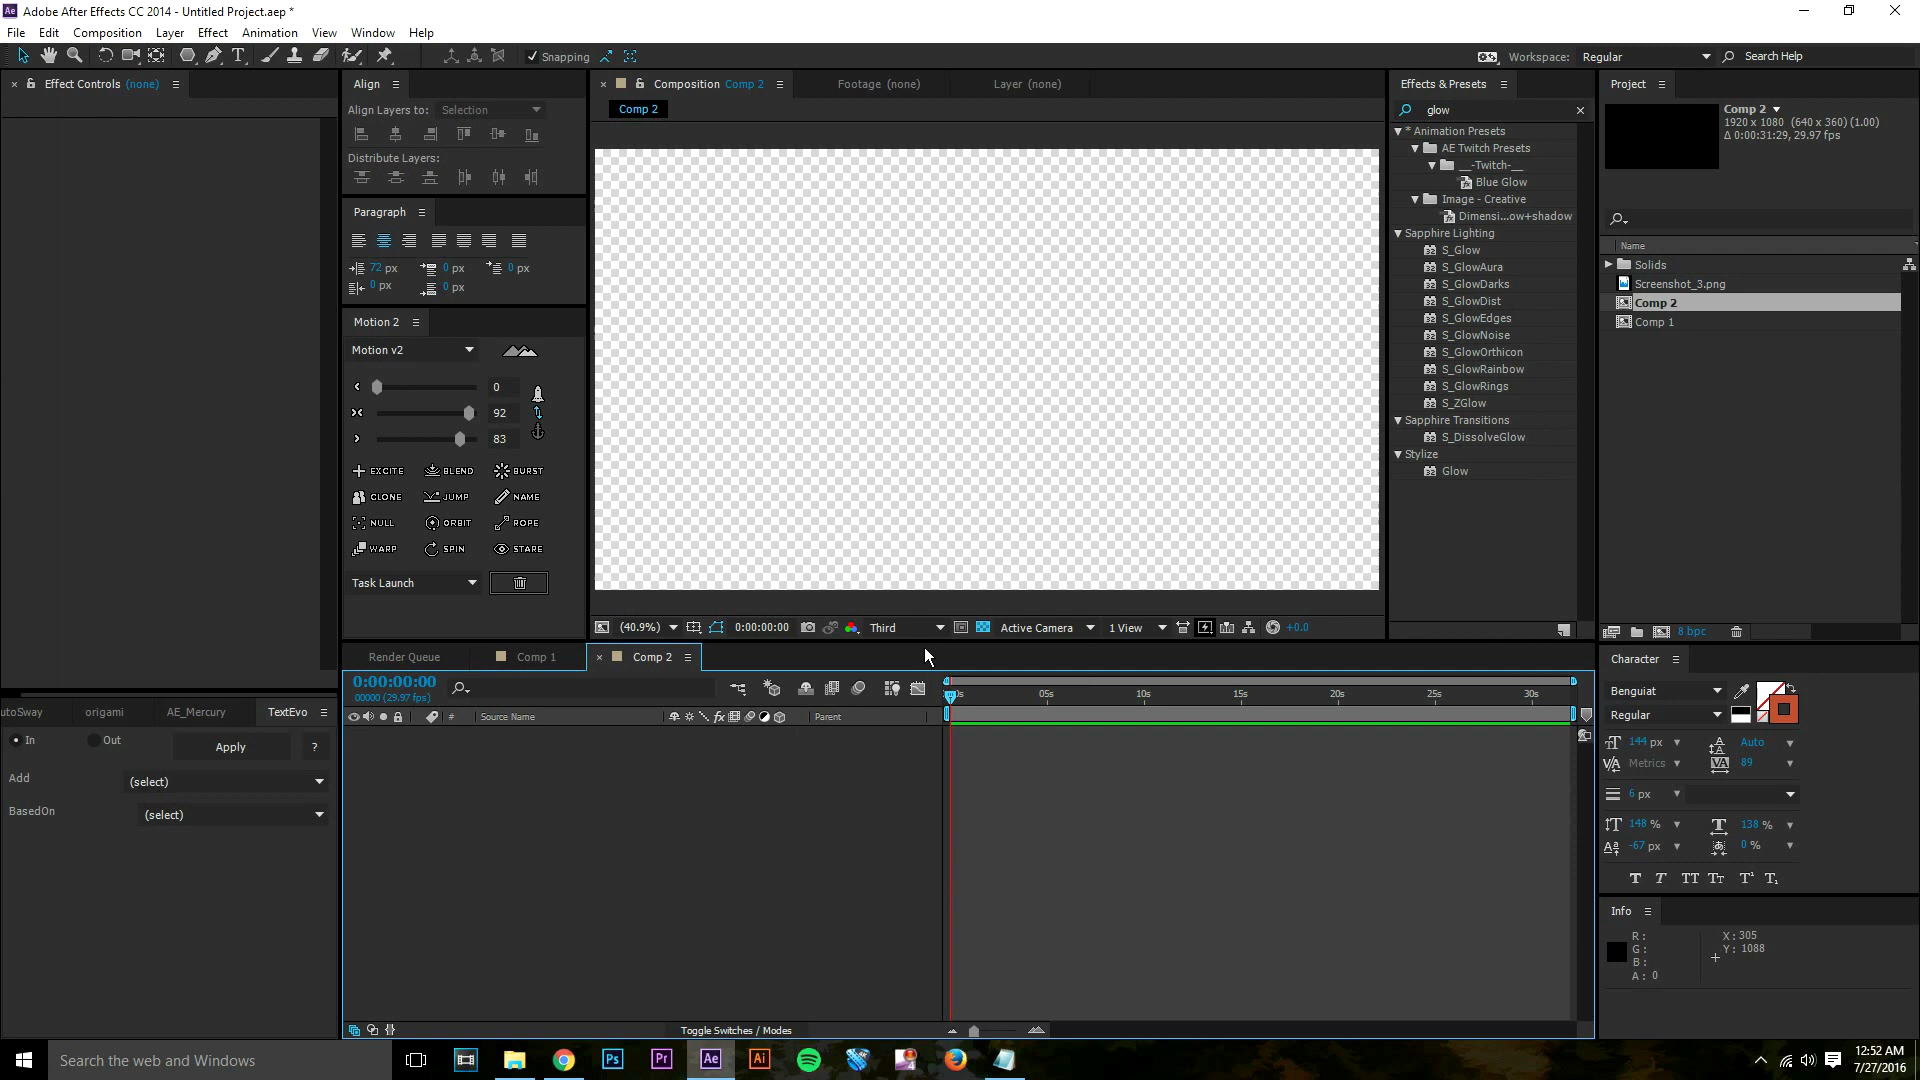 Adobe After Effects CC 2014 - Untitled Project.aep *
File Edit Composition Layer Effect Animation View Window Help
Snapping
Workspace: Regular
Search Help
Effect Controls (none)
Align
Align Layers to: Selection
Distribute Layers:
Paragraph
72 px
0 px
0 px
0 px
0 px
Motion 2
Motion v2
0
92
83
EXCITE BLEND BURST
CLONE JUMP NAME
NULL ORBIT ROPE
WARP SPIN STARE
Task Launch
Composition Comp 2
Footage (none)
Layer (none)
Comp 2
(40.9%)
0:00:00:00
Third
Active Camera
1 View
+0.0
Effects & Presets
glow
* Animation Presets
AE Twitch Presets
__-Twitch-__
Blue Glow
Image - Creative
Dimensi...ow+shadow
Sapphire Lighting
S_Glow
S_GlowAura
S_GlowDarks
S_GlowDist
S_GlowEdges
S_GlowNoise
S_GlowOrthicon
S_GlowRainbow
S_GlowRings
S_ZGlow
Sapphire Transitions
S_DissolveGlow
Stylize
Glow
Project
Comp 2
1920 x 1080 (640 x 360) (1.00)
Δ 0:00:31:29, 29.97 fps
Name
Solids
Screenshot_3.png
Comp 2
Comp 1
8 bpc
Render Queue
Comp 1
Comp 2
0:00:00:00
00000 (29.97 fps)
# Source Name
fx
Parent
05s 10s 15s 20s 25s 30s
Toggle Switches / Modes
utoSway origami AE_Mercury TextEvo
In Out Apply ?
Add (select)
BasedOn (select)
Character
Benguiat
Regular
144 px
Auto
Metrics
89
6 px
148 %
138 %
-67 px
0 %
T T TT Tт T¹ T₁
Info
R :
G :
B :
A : 0
X : 305
Y : 1088
Search the web and Windows
Ps Pr Ae Ai
12:52 AM
7/27/2016